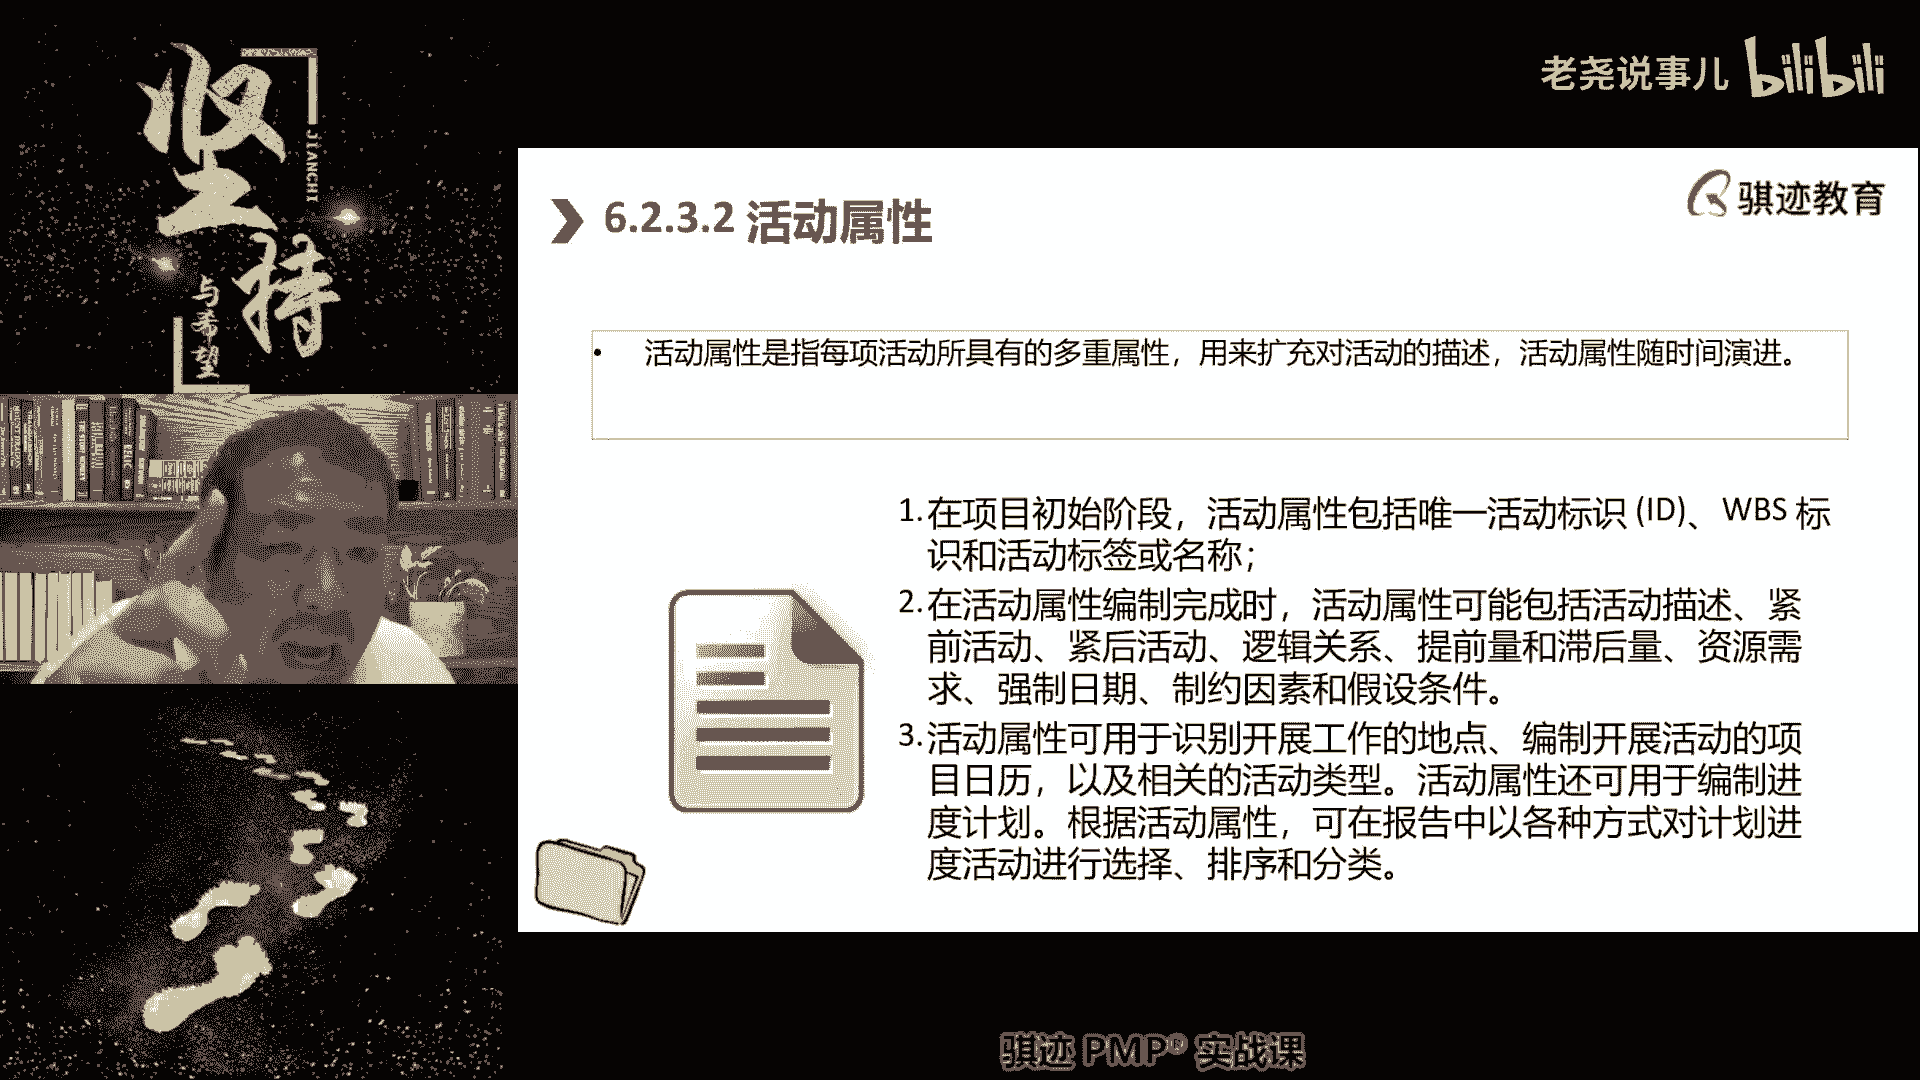 坚持
JIANCHI
与希望
老尧说事儿 bilibili
骐迹教育
6.2.3.2 活动属性
• 活动属性是指每项活动所具有的多重属性，用来扩充对活动的描述，活动属性随时间演进。
1.在项目初始阶段，活动属性包括唯一活动标识 (ID)、WBS 标
识和活动标签或名称；
2.在活动属性编制完成时，活动属性可能包括活动描述、紧
前活动、紧后活动、逻辑关系、提前量和滞后量、资源需
求、强制日期、制约因素和假设条件。
3.活动属性可用于识别开展工作的地点、编制开展活动的项
目日历，以及相关的活动类型。活动属性还可用于编制进
度计划。根据活动属性，可在报告中以各种方式对计划进
度活动进行选择、排序和分类。
骐迹 PMP® 实战课